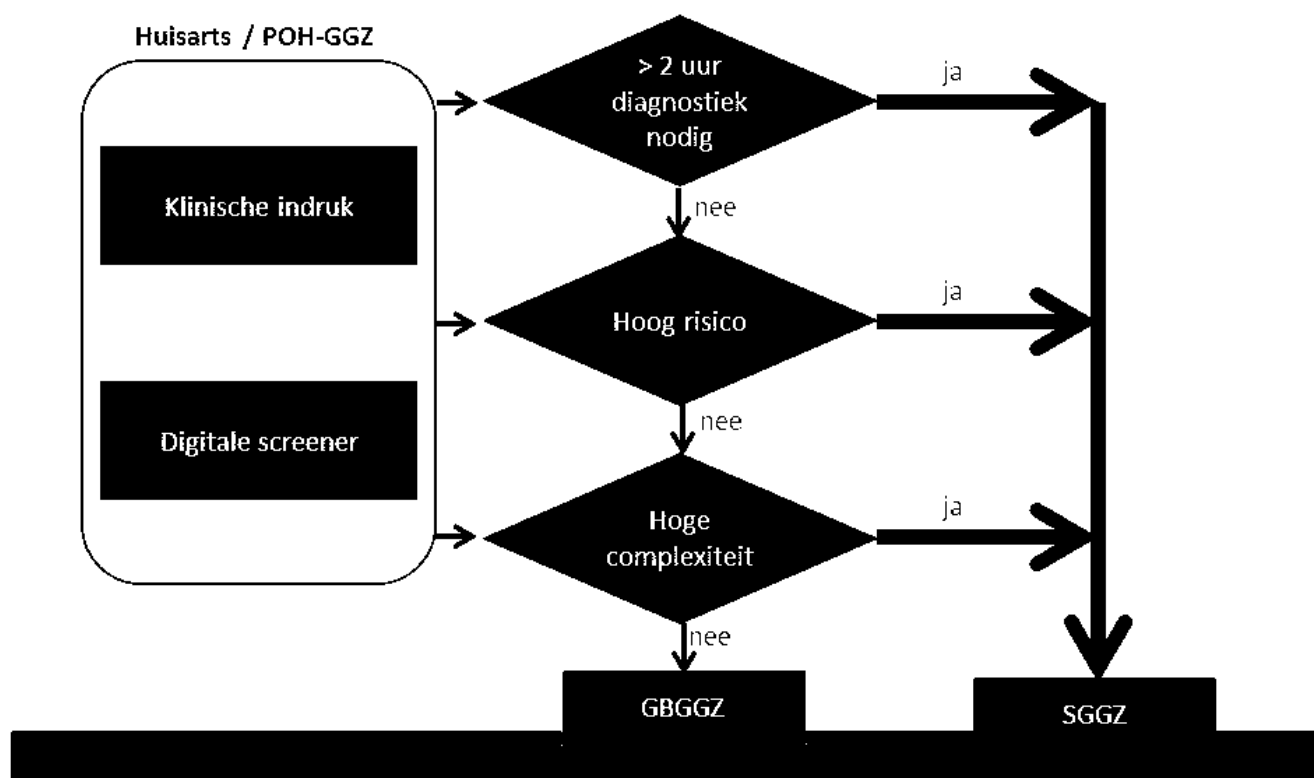 Huisarts / POH-GGZ
Klinische indruk
Digitale screener
> 2 uur
diagnostiek
nodig
ja
nee
Hoog risico
ja
nee
Hoge
complexiteit
ja
nee
GBGGZ
SGGZ